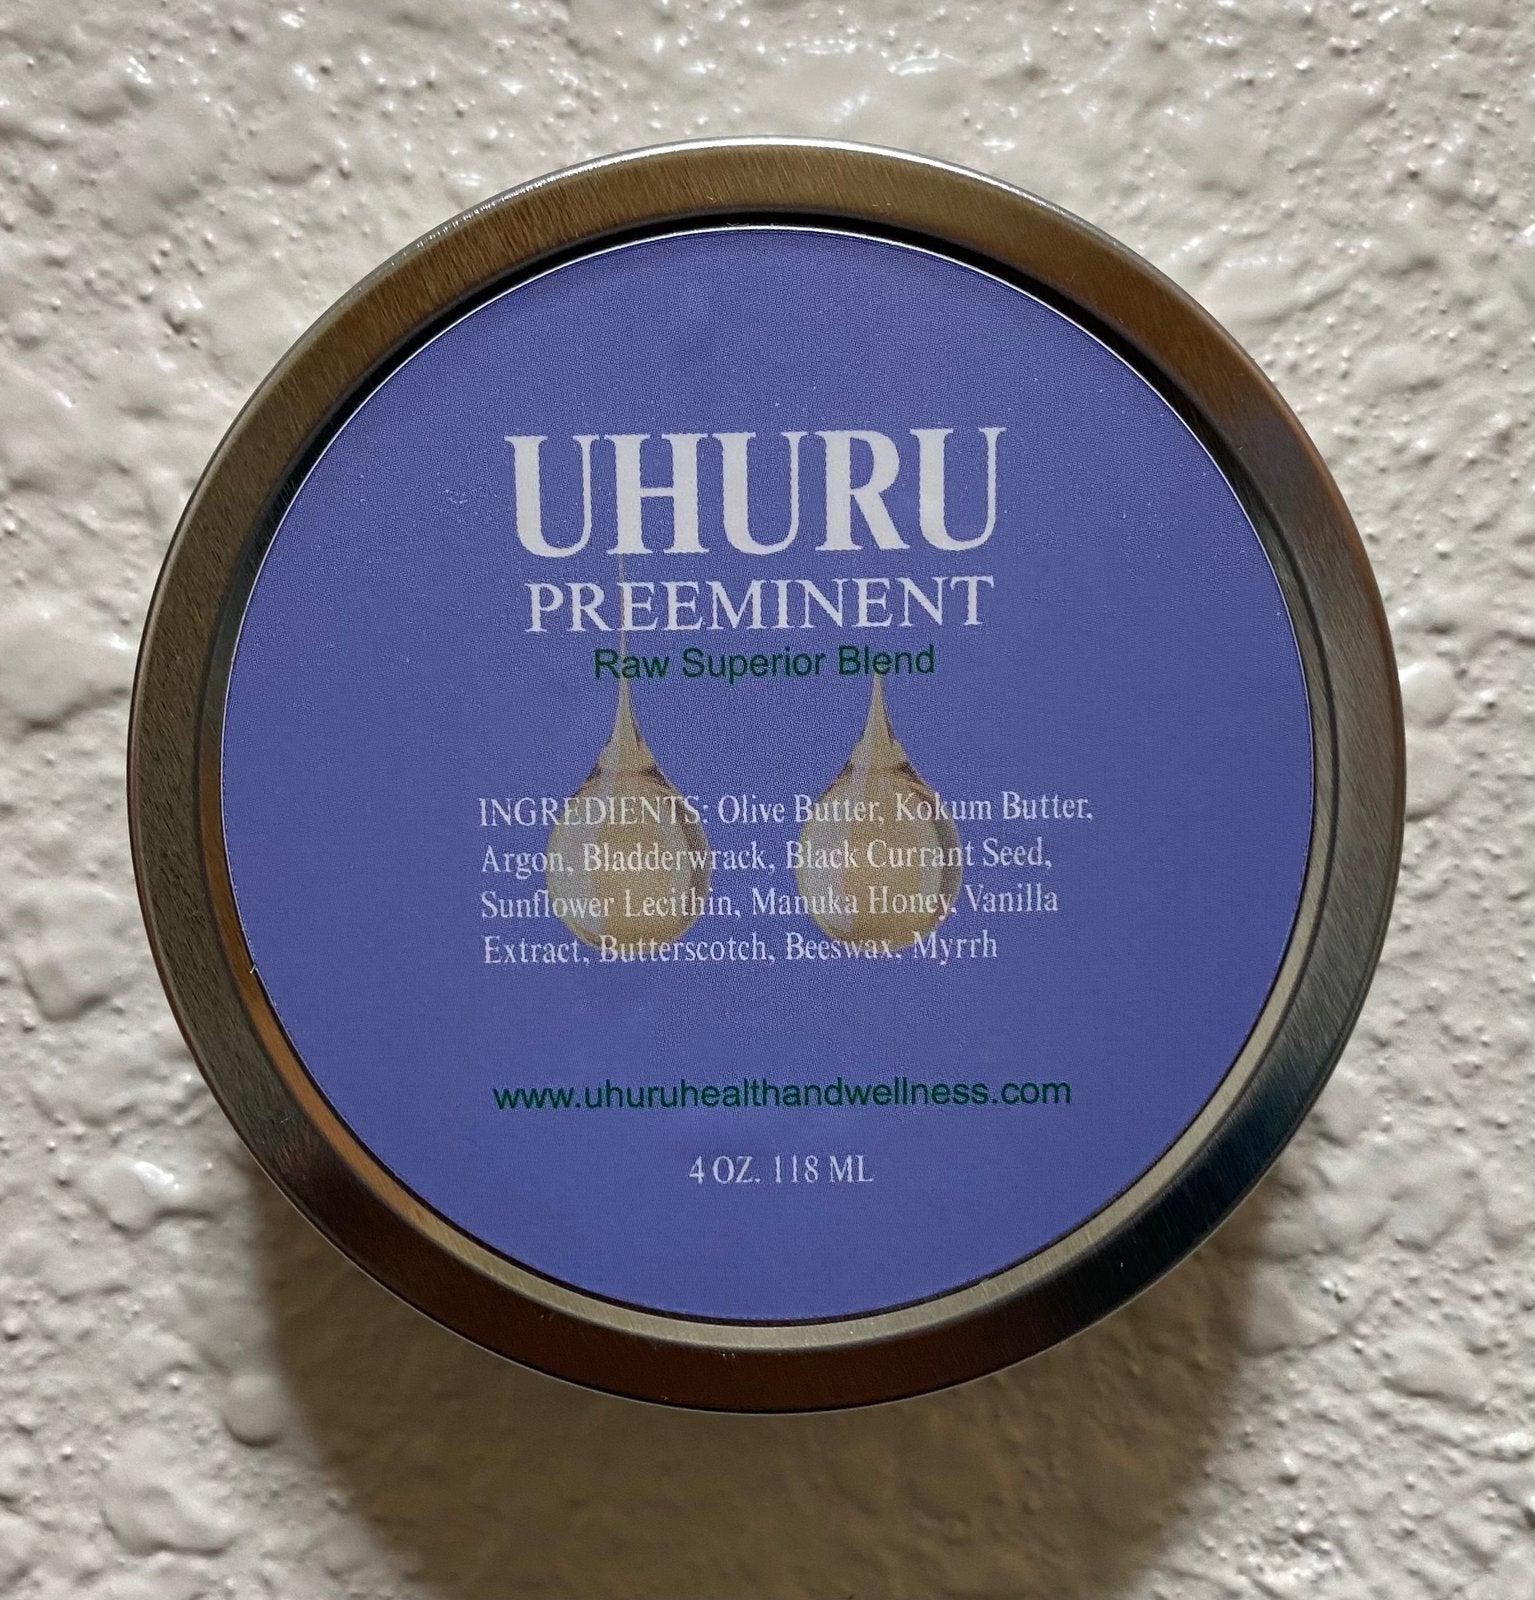 UHURU
PREEMINENT
Raw Superior Blend
INGREDIENTS: Olive Butter, Kokum Butter,
Argon, Bladderwrack, Black Currant Seed,
Sunflower Lecithin, Manuka Honey, Vanilla
Extract, Butterscotch, Beeswax, Myrrh
www.uhuruhealthandwellness.com
4 OZ. 118 ML